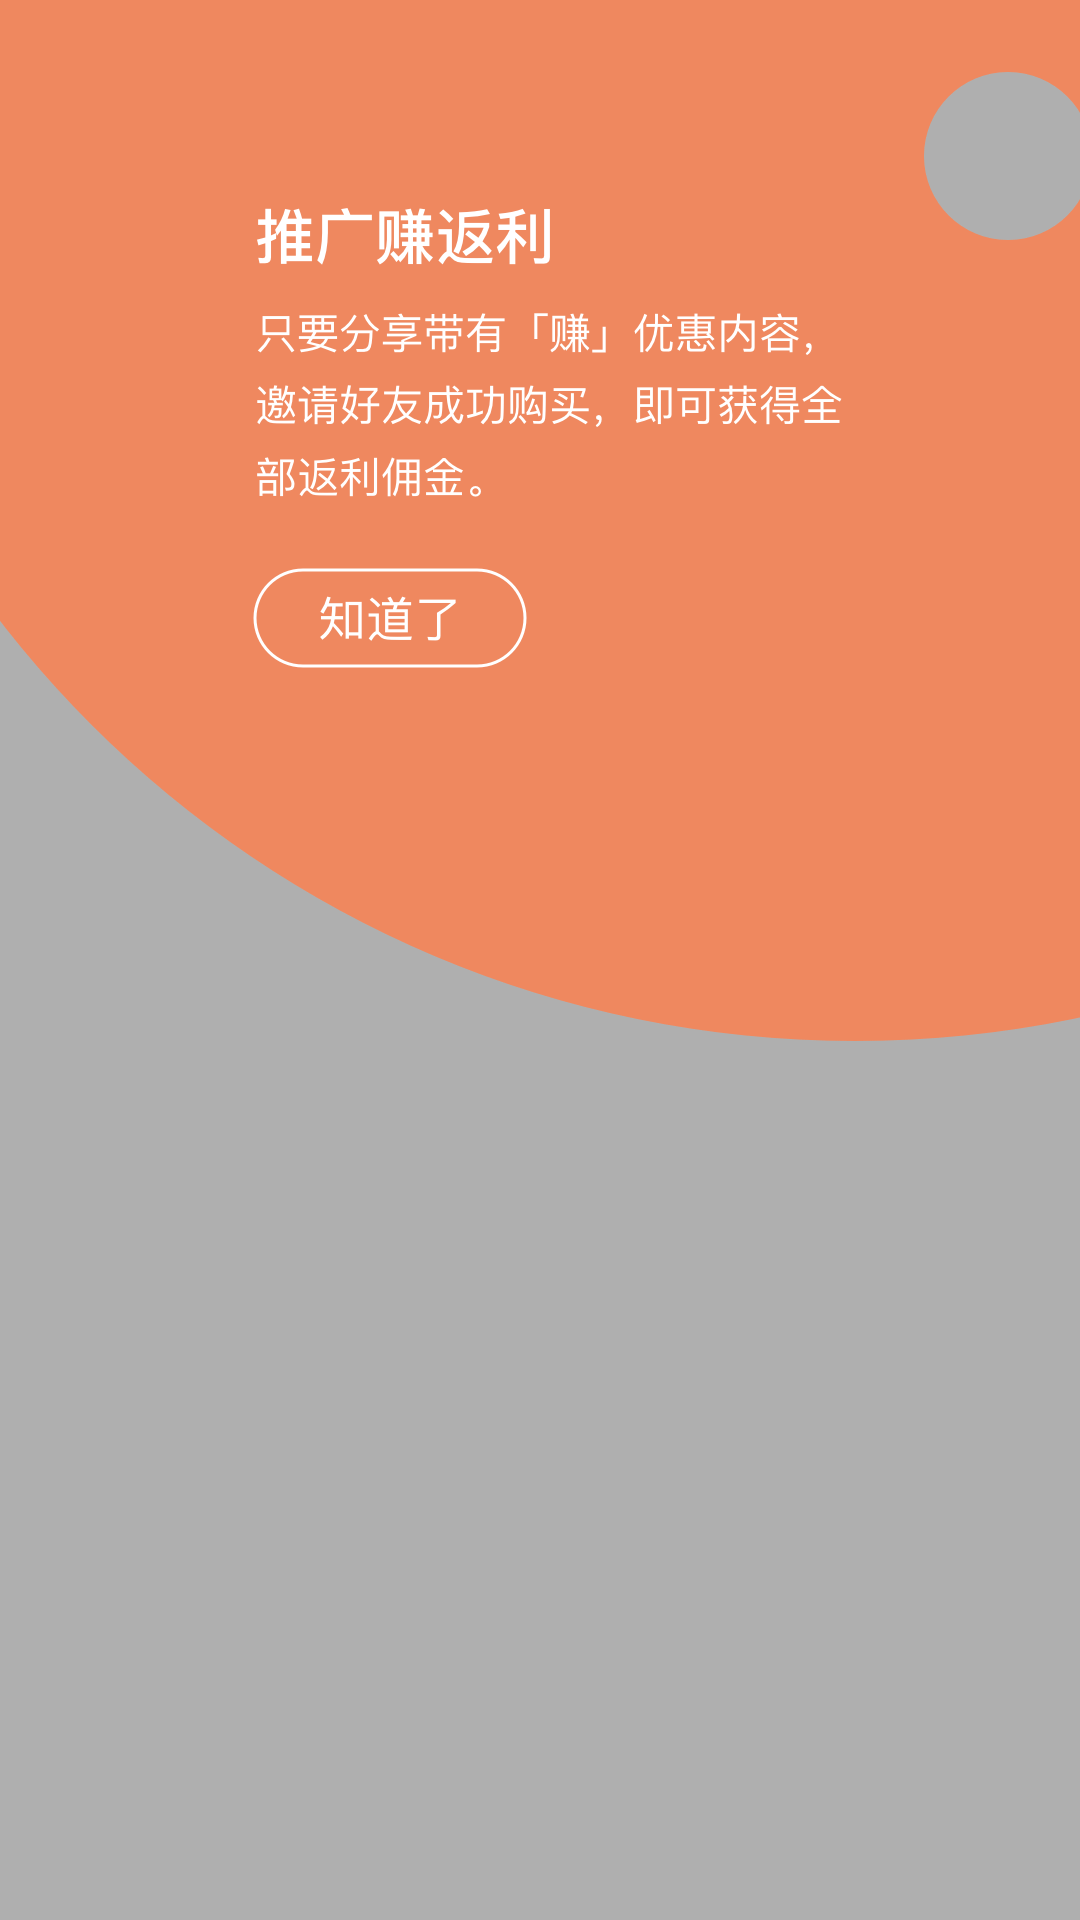 推广赚返利
只要分享带有「赚」优惠内容，
邀请好友成功购买，即可获得全
部返利佣金。
知道了